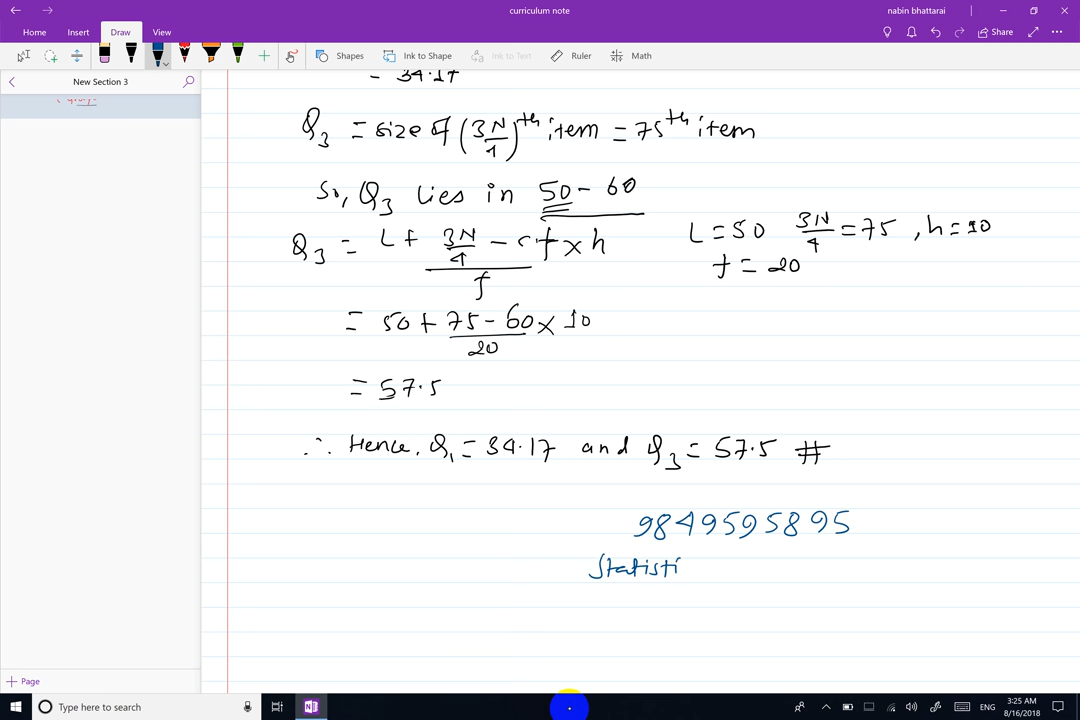 curriculum note
nabin bhattarai
Home Insert Draw View
Share
Shapes Ink to Shape Ink to Text Ruler Math
New Section 3
= 34.17
Q3 = size of (3N/4)th item = 75th item
So, Q3 lies in 50 - 60
L = 50 3N/4 = 75, h = 10
f = 20
Q3 = L + (3N/4 - cf)/f × h
= 50 + (75 - 60)/20 × 10
= 57.5
∴ Hence, Q1 = 34.17 and Q3 = 57.5 #
9849595895
Statisti
+ Page
Type here to search
ENG
3:25 AM
8/16/2018